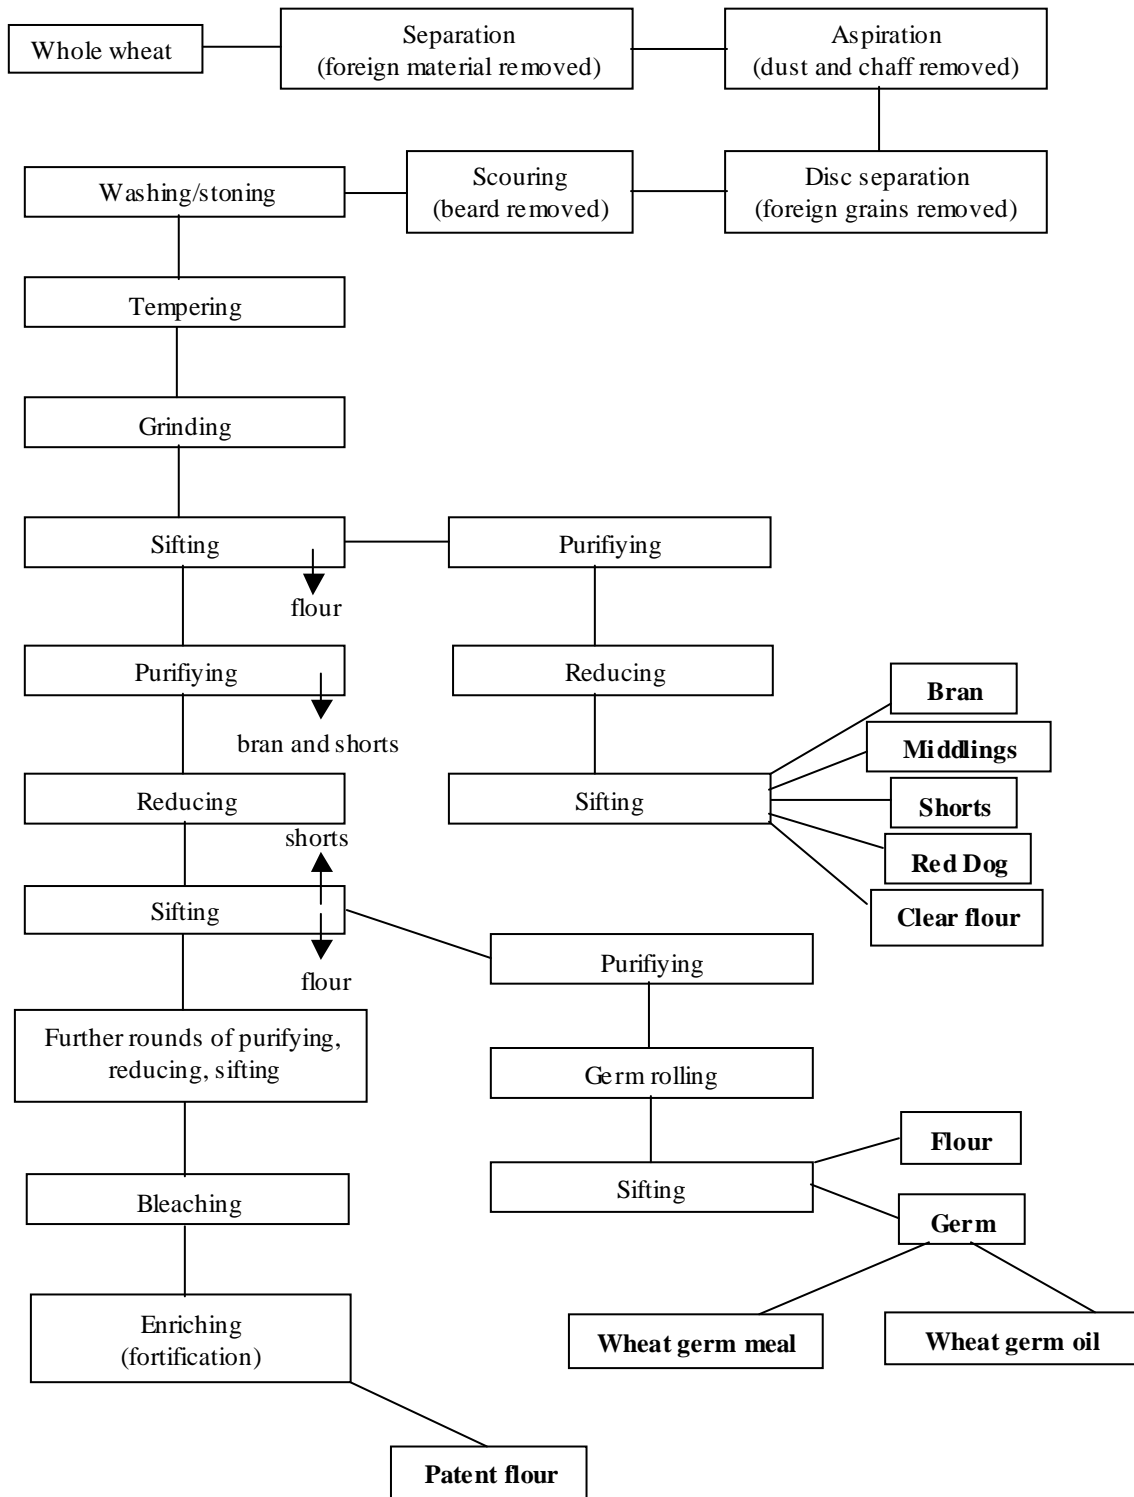 Whole wheat
Separation
(foreign material removed)
Aspiration
(dust and chaff removed)
Washing/stoning
Scouring
(beard removed)
Disc separation
(foreign grains removed)
Tempering
Grinding
Sifting
flour
Purifiying
Purifiying
bran and shorts
Reducing
Bran
Middlings
Reducing
shorts
Sifting
Shorts
Red Dog
Clear flour
Sifting
flour
Purifiying
Further rounds of purifying,
reducing, sifting
Germ rolling
Bleaching
Sifting
Flour
Germ
Enriching
(fortification)
Wheat germ meal
Wheat germ oil
Patent flour